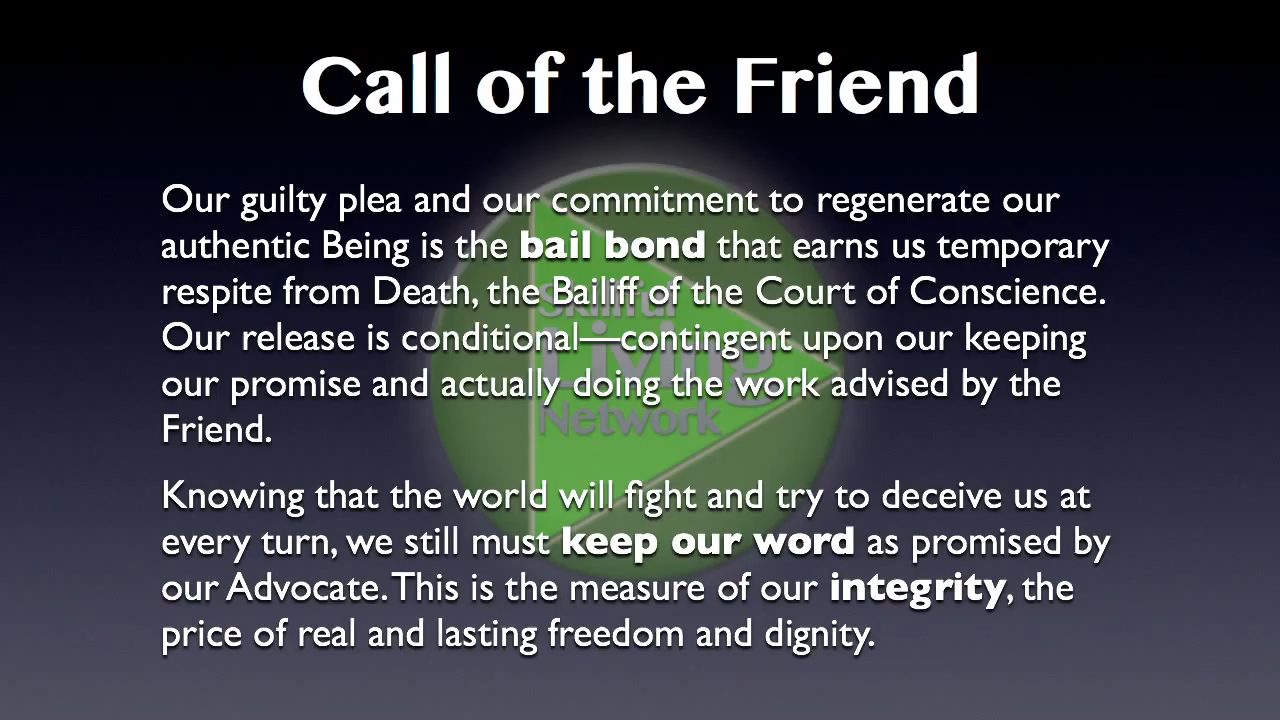 Call of the Friend
Our guilty plea and our commitment to regenerate our
authentic Being is the bail bond that earns us temporary
respite from Death, the Bailiff of the Court of Conscience.
Our release is conditional—contingent upon our keeping
our promise and actually doing the work advised by the
Friend.
Knowing that the world will fight and try to deceive us at
every turn, we still must keep our word as promised by
our Advocate. This is the measure of our integrity, the
price of real and lasting freedom and dignity.
Skillful
Living
Network